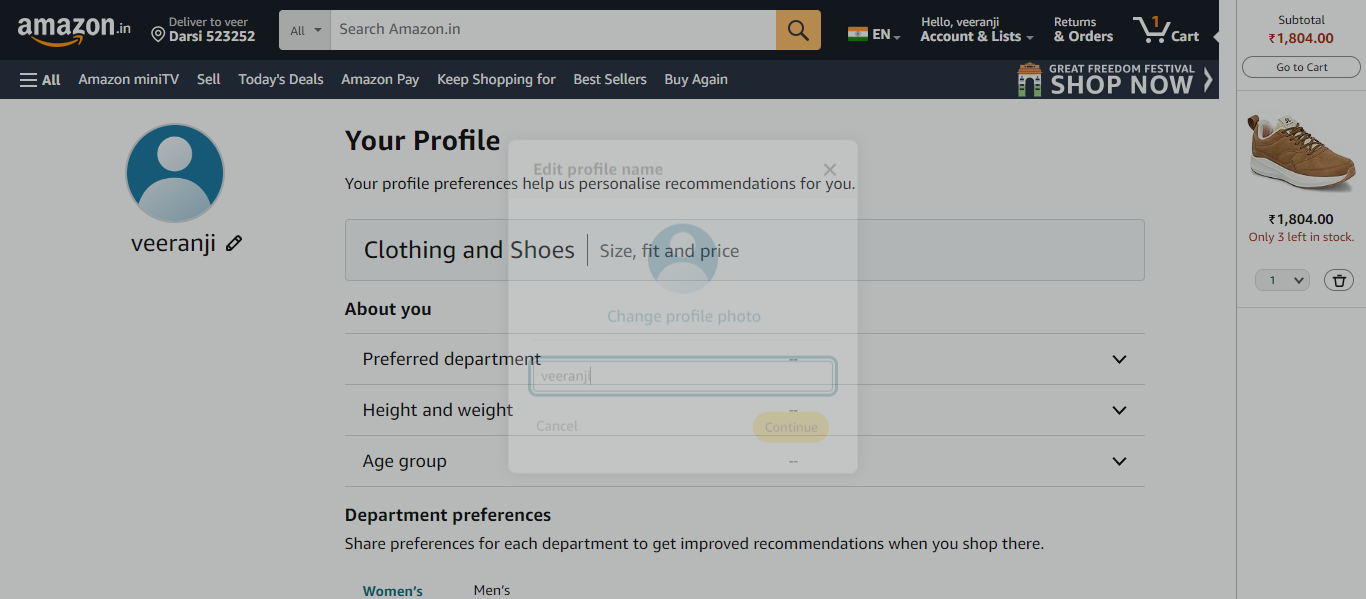 amazon.in
Deliver to veer
Darsi 523252
All
Search Amazon.in
EN
Hello, veeranji
Account & Lists
Returns
& Orders
1
Cart
All
Amazon miniTV
Sell
Today's Deals
Amazon Pay
Keep Shopping for
Best Sellers
Buy Again
GREAT FREEDOM FESTIVAL
SHOP NOW
Subtotal
₹1,804.00
Go to Cart
₹1,804.00
Only 3 left in stock.
1
veeranji
Your Profile
Your profile preferences help us personalise recommendations for you.
Clothing and Shoes
Size, fit and price
About you
Preferred department
--
Height and weight
--
Age group
--
Department preferences
Share preferences for each department to get improved recommendations when you shop there.
Women's
Men's
Edit profile name
Change profile photo
veeranji
Cancel
Continue